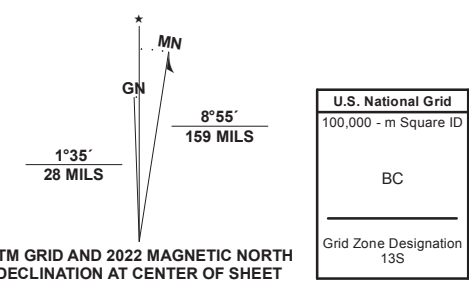 MN
GN
8°55´
159 MILS
1°35´
28 MILS
TM GRID AND 2022 MAGNETIC NORTH
DECLINATION AT CENTER OF SHEET
U.S. National Grid
100,000 - m Square ID
BC
Grid Zone Designation
13S